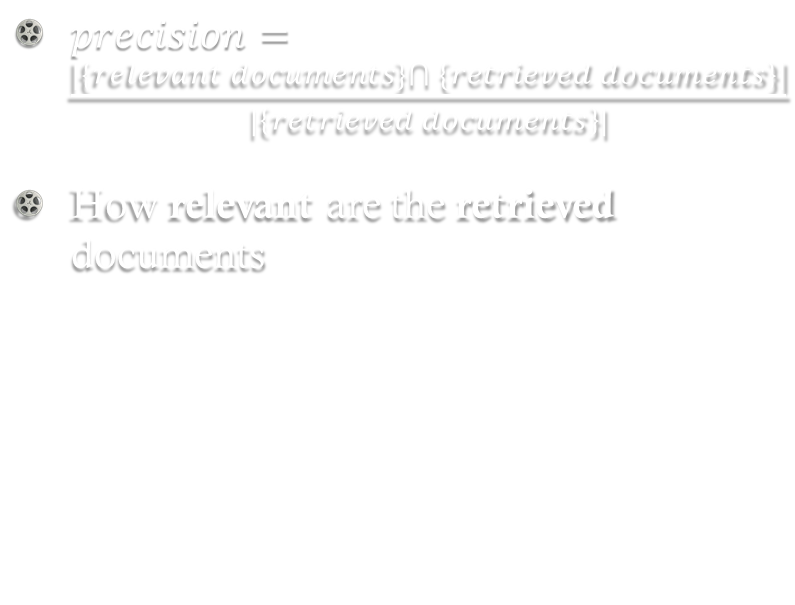 precision =
|{relevant documents}∩{retrieved documents}|
|{retrieved documents}|
How relevant are the retrieved
documents